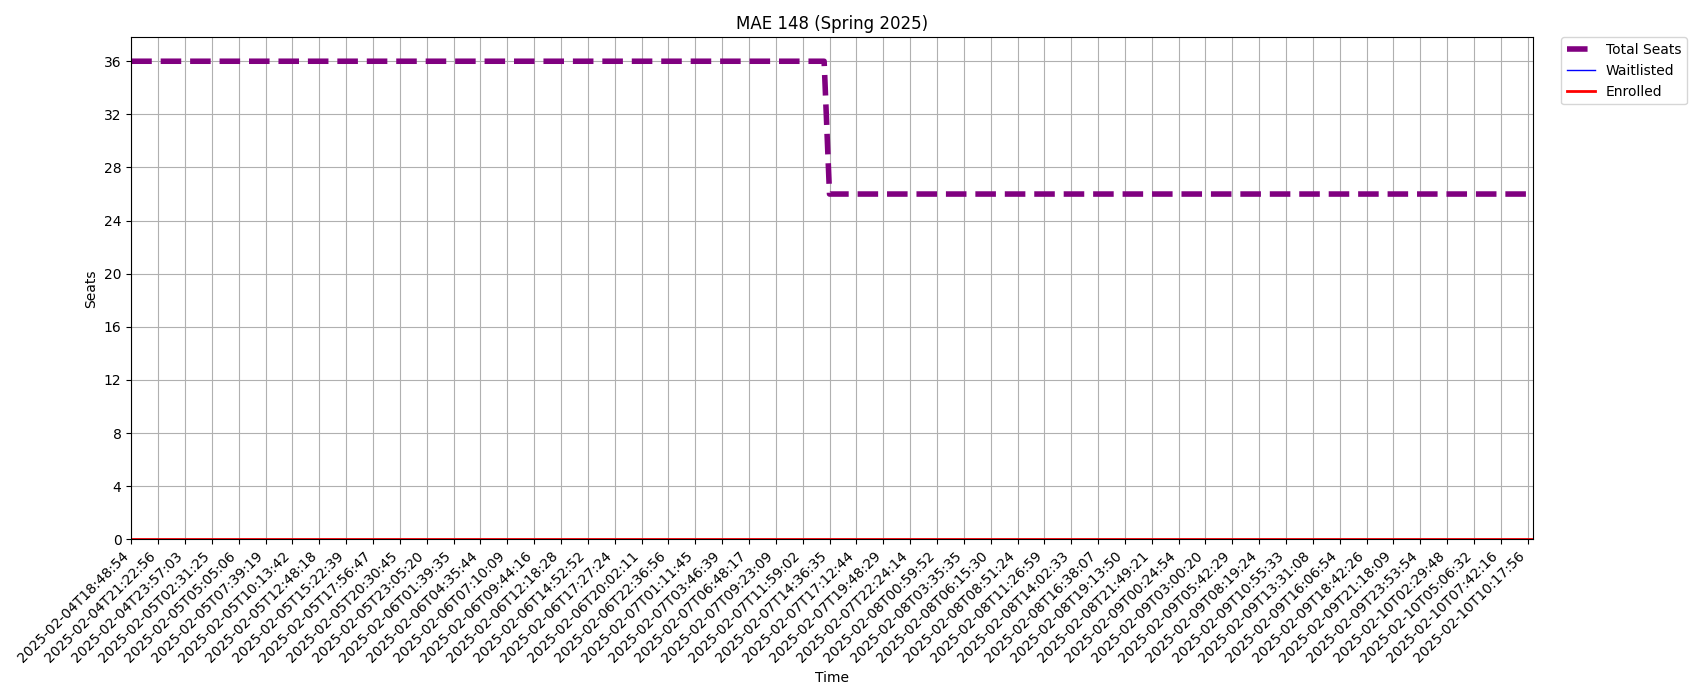 MAE 148 (Spring 2025)
Total Seats
Waitlisted
Enrolled
Seats
36
32
28
24
20
16
12
8
4
0
2025-02-04T18:48:54
2025-02-04T21:22:56
2025-02-04T23:57:03
2025-02-05T02:31:25
2025-02-05T05:05:06
2025-02-05T07:39:19
2025-02-05T10:13:42
2025-02-05T12:48:18
2025-02-05T15:22:39
2025-02-05T17:56:47
2025-02-05T20:30:45
2025-02-05T23:05:20
2025-02-06T01:39:35
2025-02-06T04:35:44
2025-02-06T07:10:09
2025-02-06T09:44:16
2025-02-06T12:18:28
2025-02-06T14:52:52
2025-02-06T17:27:24
2025-02-06T20:02:11
2025-02-06T22:36:56
2025-02-07T01:11:45
2025-02-07T03:46:39
2025-02-07T06:48:17
2025-02-07T09:23:09
2025-02-07T11:59:02
2025-02-07T14:36:35
2025-02-07T17:12:44
2025-02-07T19:48:29
2025-02-07T22:24:14
2025-02-08T00:59:52
2025-02-08T03:35:35
2025-02-08T06:15:30
2025-02-08T08:51:24
2025-02-08T11:26:59
2025-02-08T14:02:33
2025-02-08T16:38:07
2025-02-08T19:13:50
2025-02-08T21:49:21
2025-02-09T00:24:54
2025-02-09T03:00:20
2025-02-09T05:42:29
2025-02-09T08:19:24
2025-02-09T10:55:33
2025-02-09T13:31:08
2025-02-09T16:06:54
2025-02-09T18:42:26
2025-02-09T21:18:09
2025-02-09T23:53:54
2025-02-10T02:29:48
2025-02-10T05:06:32
2025-02-10T07:42:16
2025-02-10T10:17:56
Time